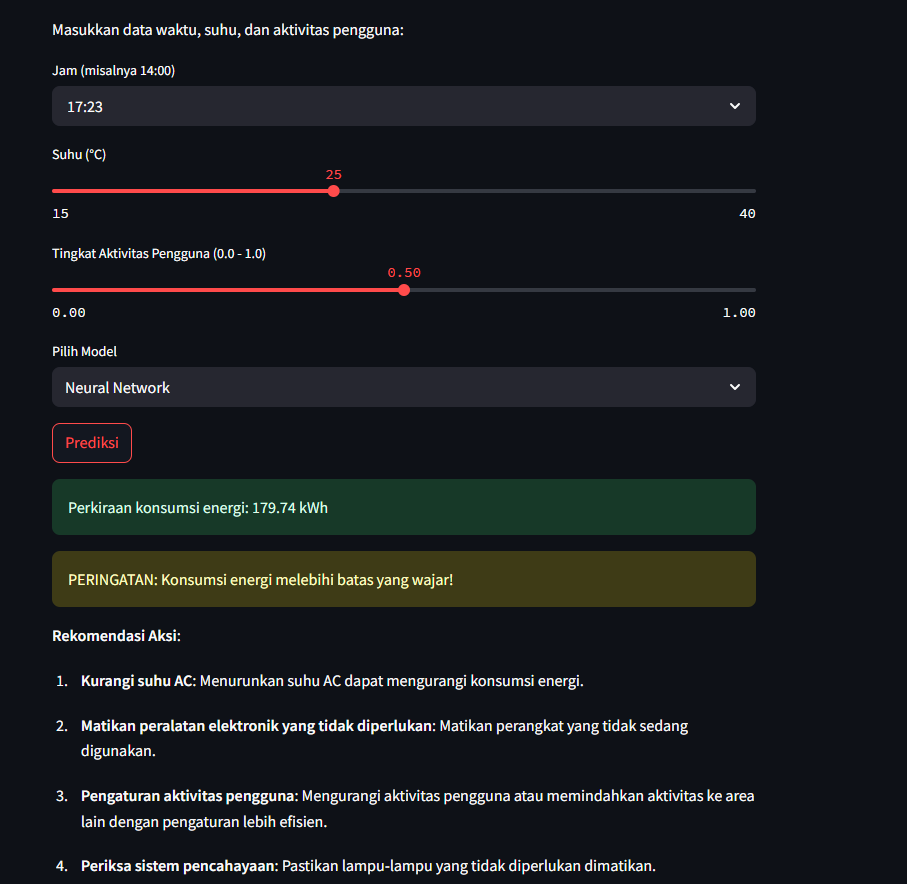 Masukkan data waktu, suhu, dan aktivitas pengguna:
Jam (misalnya 14:00)
17:23
Suhu (°C)
25
15 40
Tingkat Aktivitas Pengguna (0.0 - 1.0)
0.50
0.00 1.00
Pilih Model
Neural Network
Prediksi
Perkiraan konsumsi energi: 179.74 kWh
PERINGATAN: Konsumsi energi melebihi batas yang wajar!
Rekomendasi Aksi:
1. Kurangi suhu AC: Menurunkan suhu AC dapat mengurangi konsumsi energi.
2. Matikan peralatan elektronik yang tidak diperlukan: Matikan perangkat yang tidak sedang
digunakan.
3. Pengaturan aktivitas pengguna: Mengurangi aktivitas pengguna atau memindahkan aktivitas ke area
lain dengan pengaturan lebih efisien.
4. Periksa sistem pencahayaan: Pastikan lampu-lampu yang tidak diperlukan dimatikan.